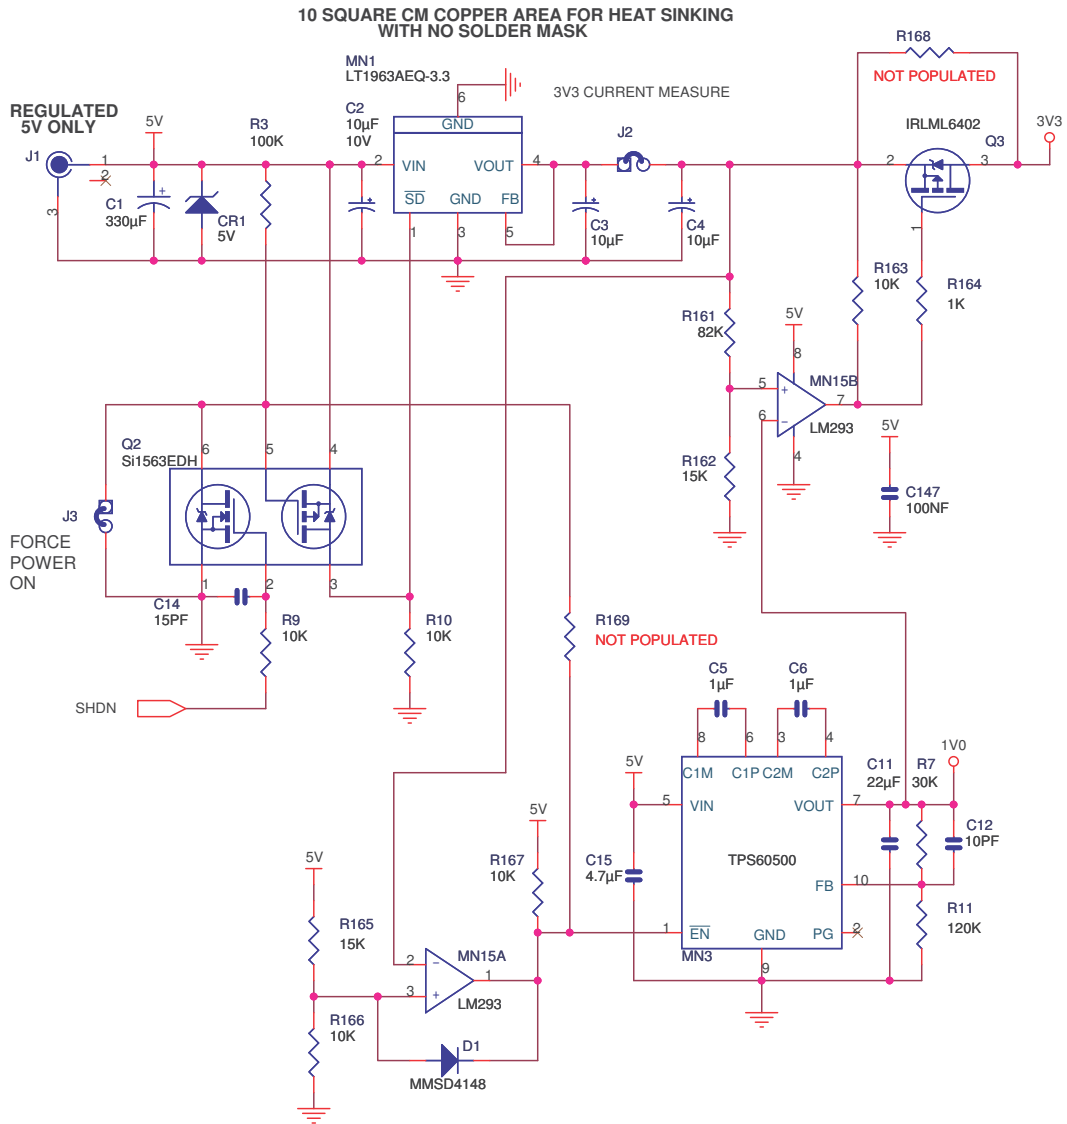 10 SQUARE CM COPPER AREA FOR HEAT SINKING
WITH NO SOLDER MASK
REGULATED
5V ONLY
J1
1
2
3
5V
C1
330µF
+
CR1
5V
R3
100K
C2
10µF
10V
+
MN1
LT1963AEQ-3.3
6
GND
2
VIN
VOUT
4
SD
GND
FB
1
3
5
3V3 CURRENT MEASURE
J2
+
C3
10µF
+
C4
10µF
R168
NOT POPULATED
IRLML6402
Q3
2
3
1
3V3
R163
10K
R164
1K
R161
82K
R162
15K
5V
8
5
+
6
–
MN15B
7
LM293
4
5V
C147
100NF
Q2
Si1563EDH
6
5
4
1
2
3
J3
FORCE
POWER
ON
C14
15PF
R9
10K
R10
10K
SHDN
R169
NOT POPULATED
C5
1µF
C6
1µF
8
6
3
4
C1M
C1P
C2M
C2P
5V
5
VIN
VOUT
7
TPS60500
FB
10
1
EN
GND
PG
2
MN3
9
C15
4.7µF
C11
22µF
R7
30K
1V0
C12
10PF
R11
120K
5V
R167
10K
5V
R165
15K
R166
10K
2
–
3
+
MN15A
1
LM293
D1
MMSD4148